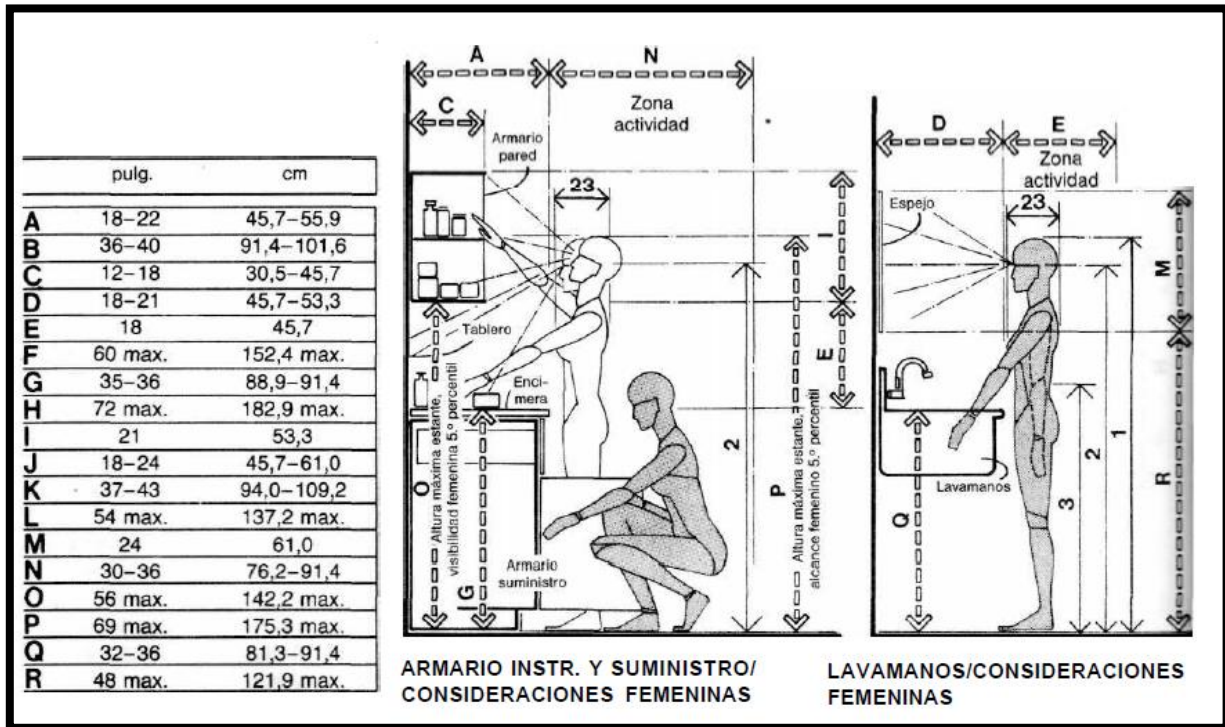 pulg. cm
A 18-22 45,7-55,9
B 36-40 91,4-101,6
C 12-18 30,5-45,7
D 18-21 45,7-53,3
E 18 45,7
F 60 max. 152,4 max.
G 35-36 88,9-91,4
H 72 max. 182,9 max.
I 21 53,3
J 18-24 45,7-61,0
K 37-43 94,0-109,2
L 54 max. 137,2 max.
M 24 61,0
N 30-36 76,2-91,4
O 56 max. 142,2 max.
P 69 max. 175,3 max.
Q 32-36 81,3-91,4
R 48 max. 121,9 max.
A N
C
Zona
actividad
Armario
pared
23
I
Tablero
E
Enci-
mera
2
O
Altura máxima estante,
visibilidad femenina 5.º percentil
G
P
Altura máxima estante,
alcance femenino 5.º percentil
Armario
suministro
ARMARIO INSTR. Y SUMINISTRO/
CONSIDERACIONES FEMENINAS
D E
Zona
actividad
Espejo
23
M
1
2
3
R
Q
Lavamanos
LAVAMANOS/CONSIDERACIONES
FEMENINAS